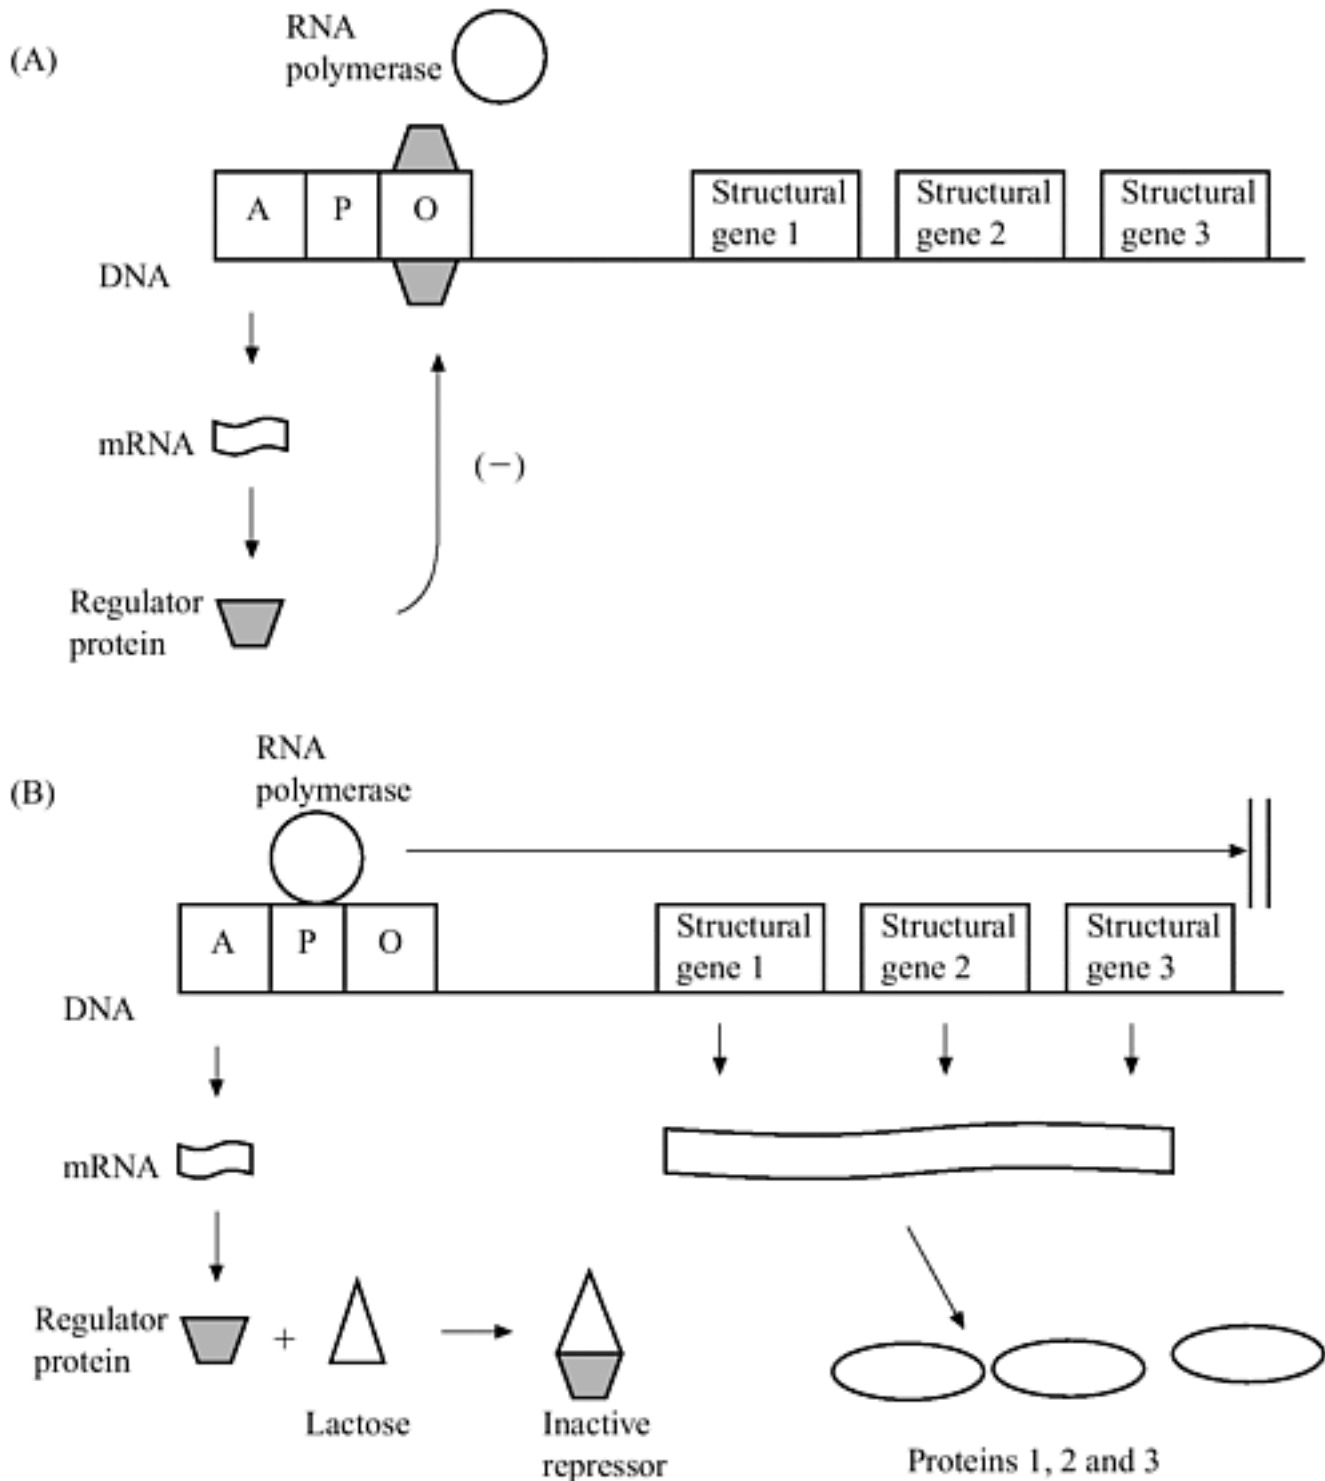 (A)
RNA
polymerase
A P O
Structural
gene 1
Structural
gene 2
Structural
gene 3
DNA
mRNA
(−)
Regulator
protein
(B)
RNA
polymerase
A P O
Structural
gene 1
Structural
gene 2
Structural
gene 3
DNA
mRNA
Regulator
protein
+
Lactose
Inactive
repressor
Proteins 1, 2 and 3